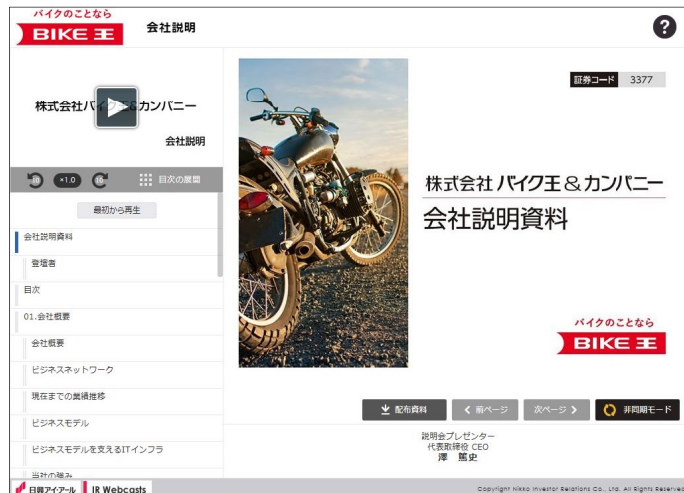 バイクのことなら
BIKE 王
会社説明
?
株式会社バイク王&カンパニー
会社説明
10 ×1.0 10 目次の展開
最初から再生
会社説明資料
登壇者
目次
01.会社概要
会社概要
ビジネスネットワーク
現在までの業績推移
ビジネスモデル
ビジネスモデルを支えるITインフラ
当社の強み
証券コード 3377
株式会社 バイク王&カンパニー
会社説明資料
バイクのことなら
BIKE 王
配布資料 前ページ 次ページ 非同期モード
説明会プレゼンター
代表取締役 CEO
澤 篤史
日興アイ・アール IR Webcasts
Copyright Nikko Investor Relations Co., Ltd. All Rights Reserved